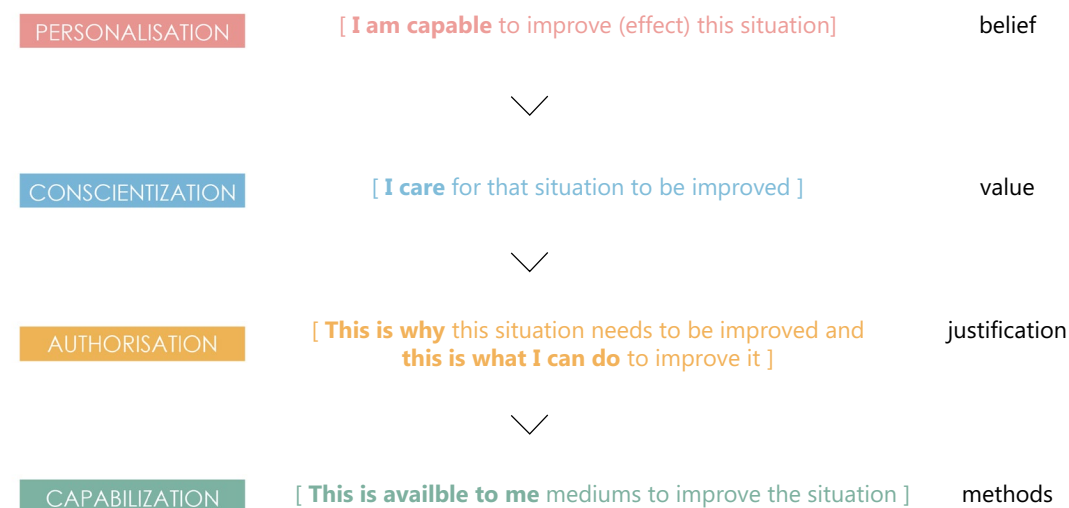 PERSONALISATION [ I am capable to improve (effect) this situation] belief
CONSCIENTIZATION [ I care for that situation to be improved ] value
AUTHORISATION [ This is why this situation needs to be improved and justification
this is what I can do to improve it ]
CAPABILIZATION [ This is availble to me mediums to improve the situation ] methods